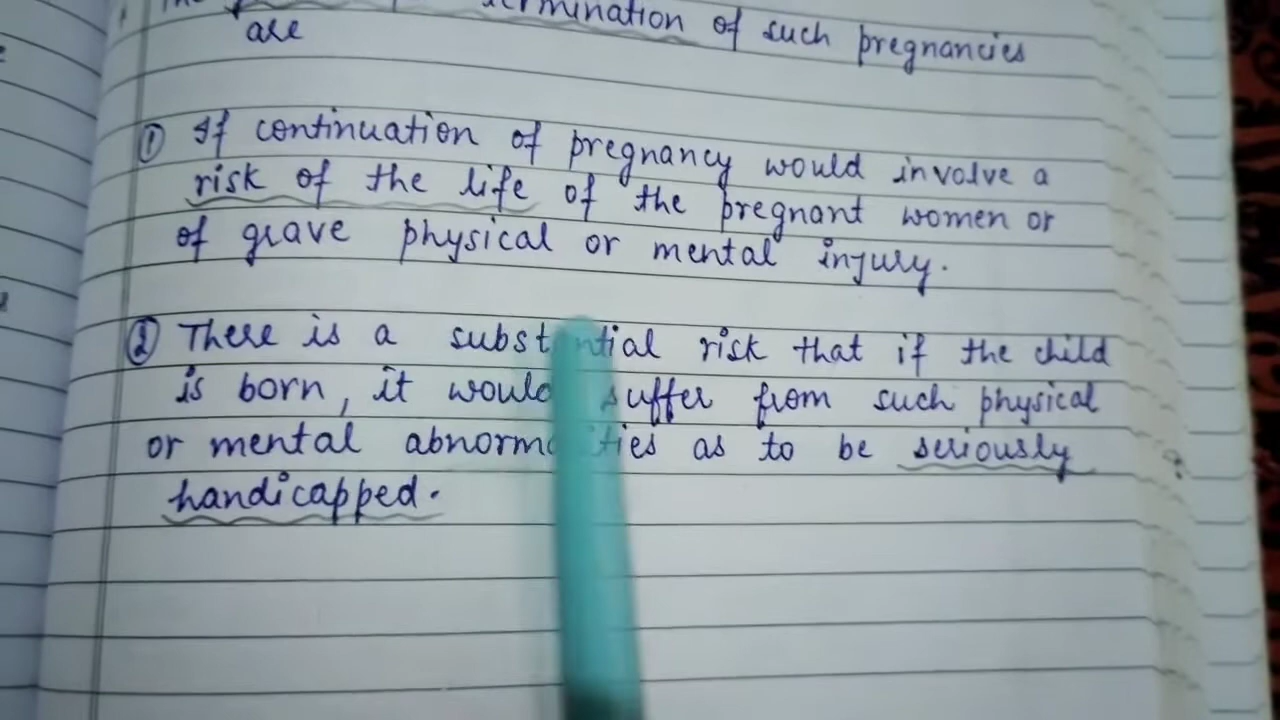 of such pregnancies
are
① If continuation of pregnancy would involve a
risk of the life of the pregnant women or
of grave physical or mental injury.
② There is a substantial risk that if the child
is born, it would suffer from such physical
or mental abnormalities as to be seriously
handicapped.